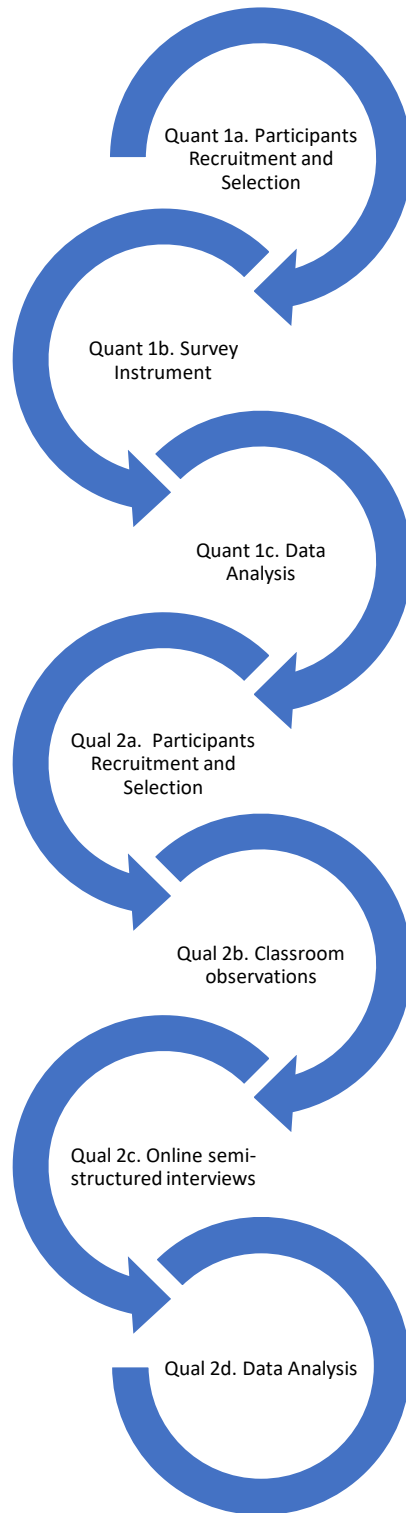 Quant 1a. Participants
Recruitment and
Selection
Quant 1b. Survey
Instrument
Quant 1c. Data
Analysis
Qual 2a.  Participants
Recruitment and
Selection
Qual 2b. Classroom
observations
Qual 2c. Online semi-
structured interviews
Qual 2d. Data Analysis